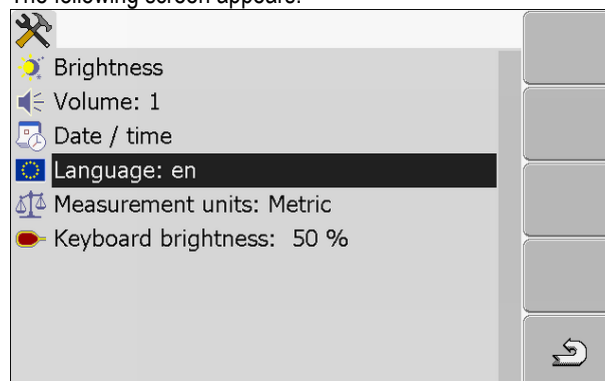 The following screen appears:
Brightness
Volume: 1
Date / time
Language: en
Measurement units: Metric
Keyboard brightness: 50 %